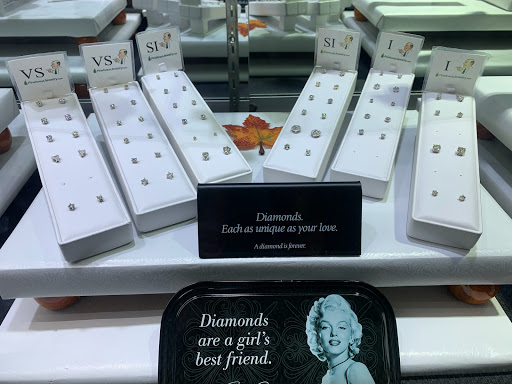 VS
VS
SI
SI
I
I
Diamonds.
Each as unique as your love.
A diamond is forever.
Diamonds
are a girl's
best friend.